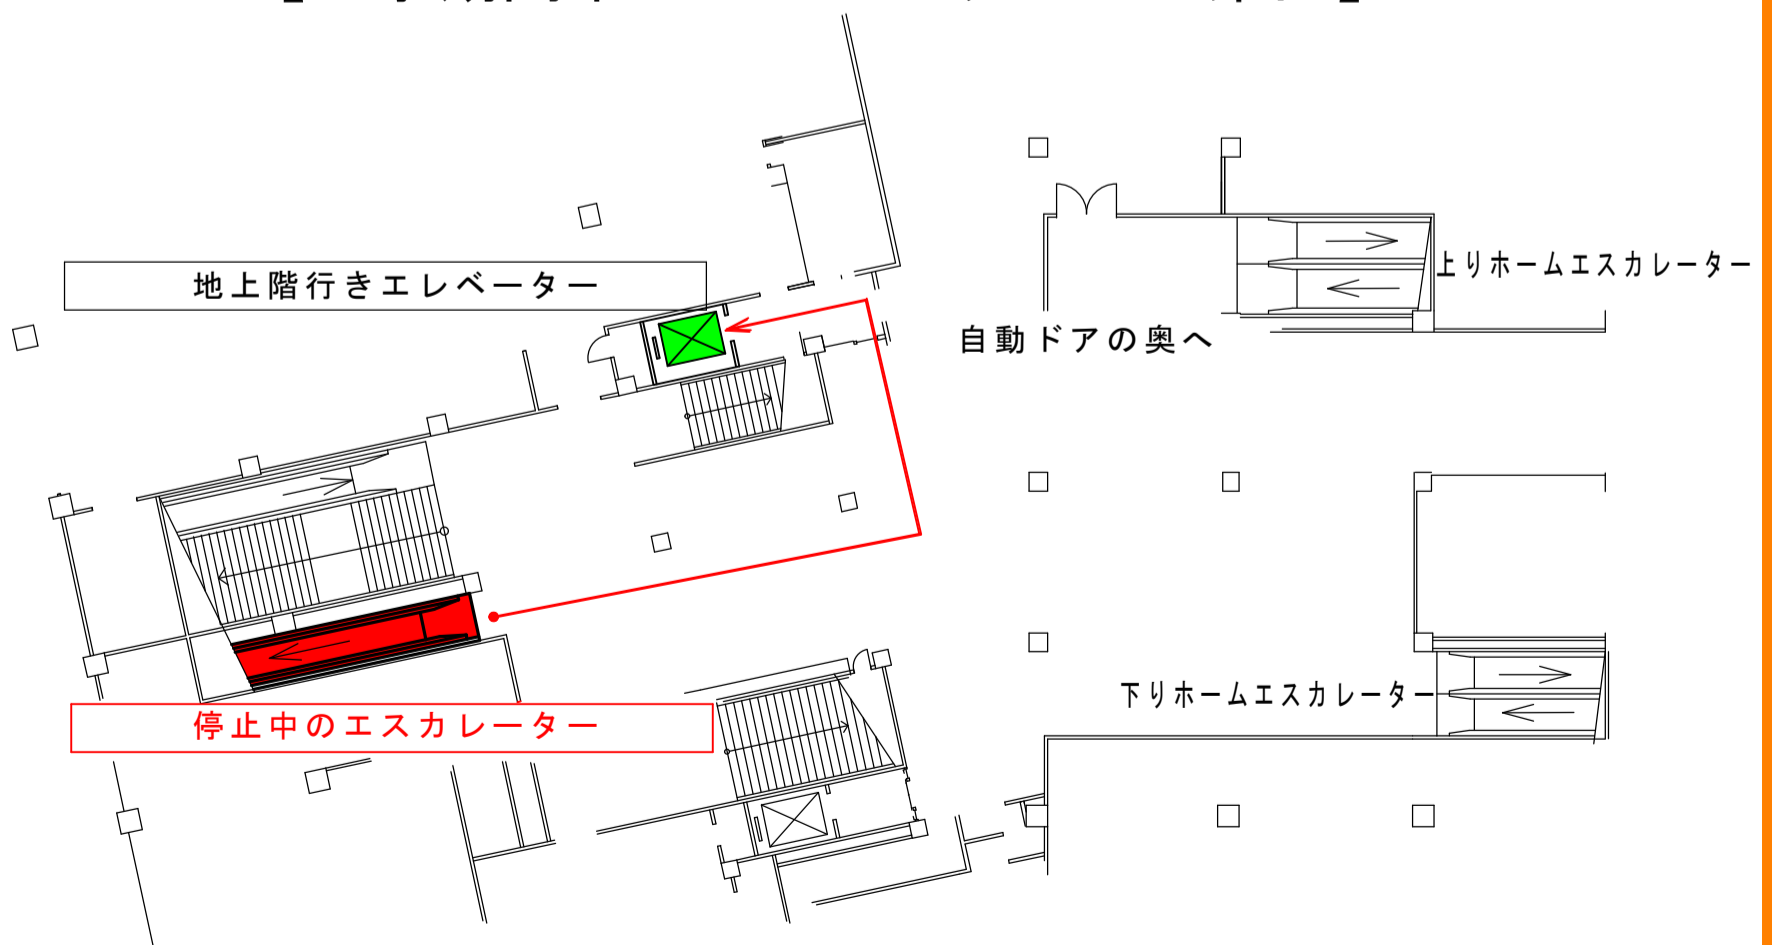 地上階行きエレベーター
上りホームエスカレーター
自動ドアの奥へ
下りホームエスカレーター
停止中のエスカレーター